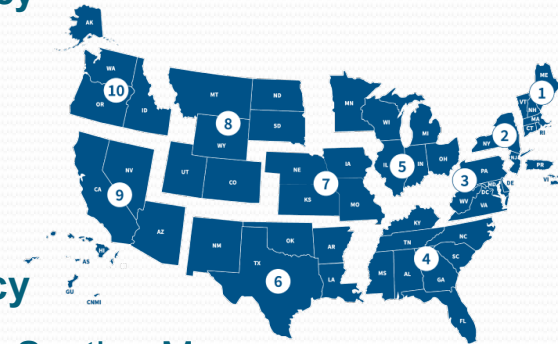 AK
WA
OR
ID
10
MT
ND
SD
WY
8
MN
WI
MI
IL
IN
OH
5
ME
VT
NH
MA
CT
RI
1
NY
NJ
2
PR
VI
PA
MD
DE
DC
WV
VA
3
CA
NV
AZ
9
UT
CO
NE
IA
KS
MO
7
NM
TX
OK
AR
LA
6
KY
TN
NC
SC
MS
AL
GA
FL
4
HI
AS
GU
CNMI
cy